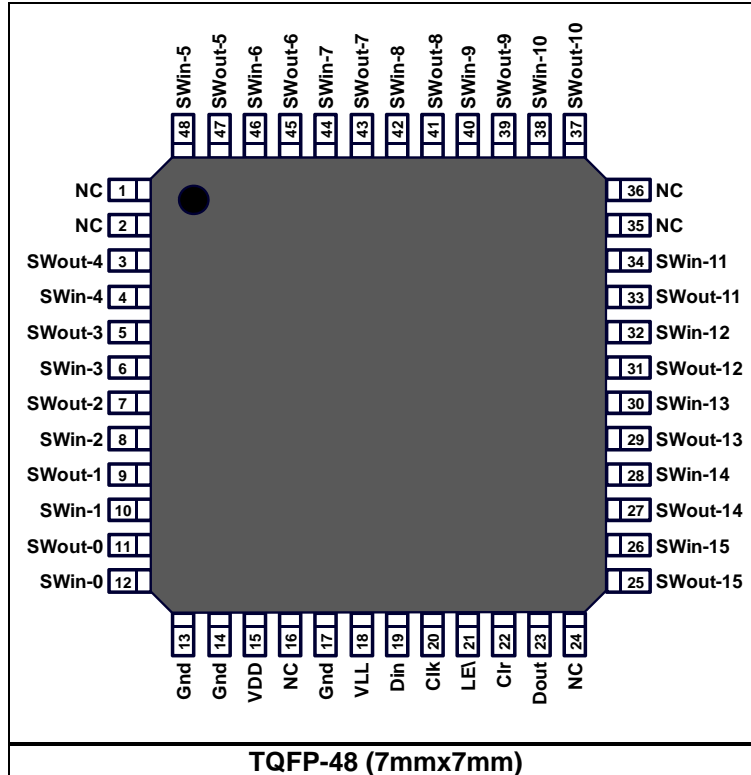 SWin-5
SWout-5
SWin-6
SWout-6
SWin-7
SWout-7
SWin-8
SWout-8
SWin-9
SWout-9
SWin-10
SWout-10
48
47
46
45
44
43
42
41
40
39
38
37
NC 1
NC 2
SWout-4 3
SWin-4 4
SWout-3 5
SWin-3 6
SWout-2 7
SWin-2 8
SWout-1 9
SWin-1 10
SWout-0 11
SWin-0 12
36 NC
35 NC
34 SWin-11
33 SWout-11
32 SWin-12
31 SWout-12
30 SWin-13
29 SWout-13
28 SWin-14
27 SWout-14
26 SWin-15
25 SWout-15
13
14
15
16
17
18
19
20
21
22
23
24
Gnd
Gnd
VDD
NC
Gnd
VLL
Din
Clk
LE\
Clr
Dout
NC
TQFP-48 (7mmx7mm)